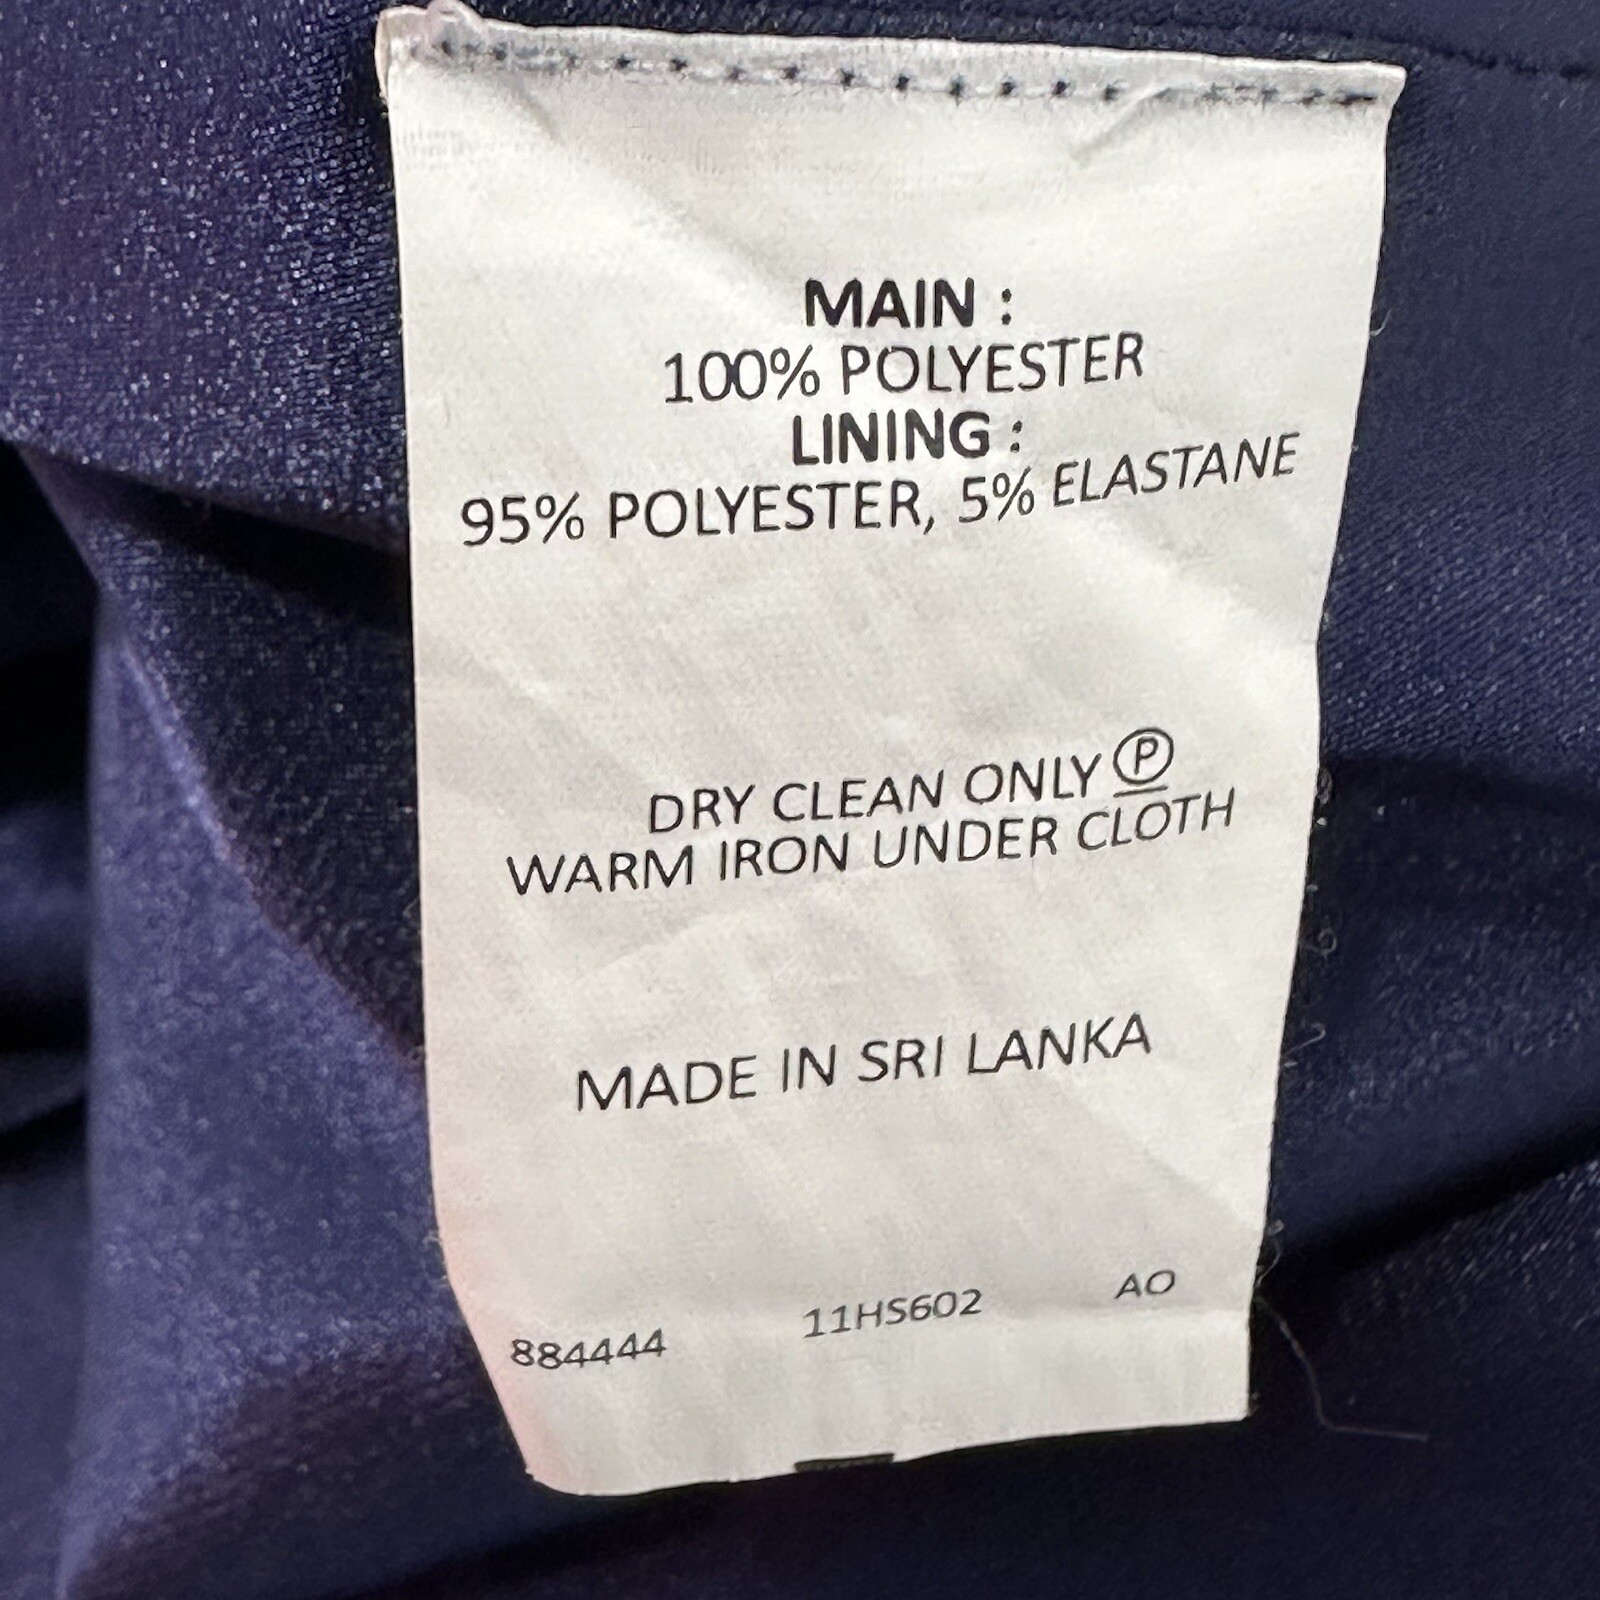 MAIN :
100% POLYESTER
LINING :
95% POLYESTER, 5% ELASTANE
DRY CLEAN ONLY Ⓟ
WARM IRON UNDER CLOTH
MADE IN SRI LANKA
884444 11HS602 AO